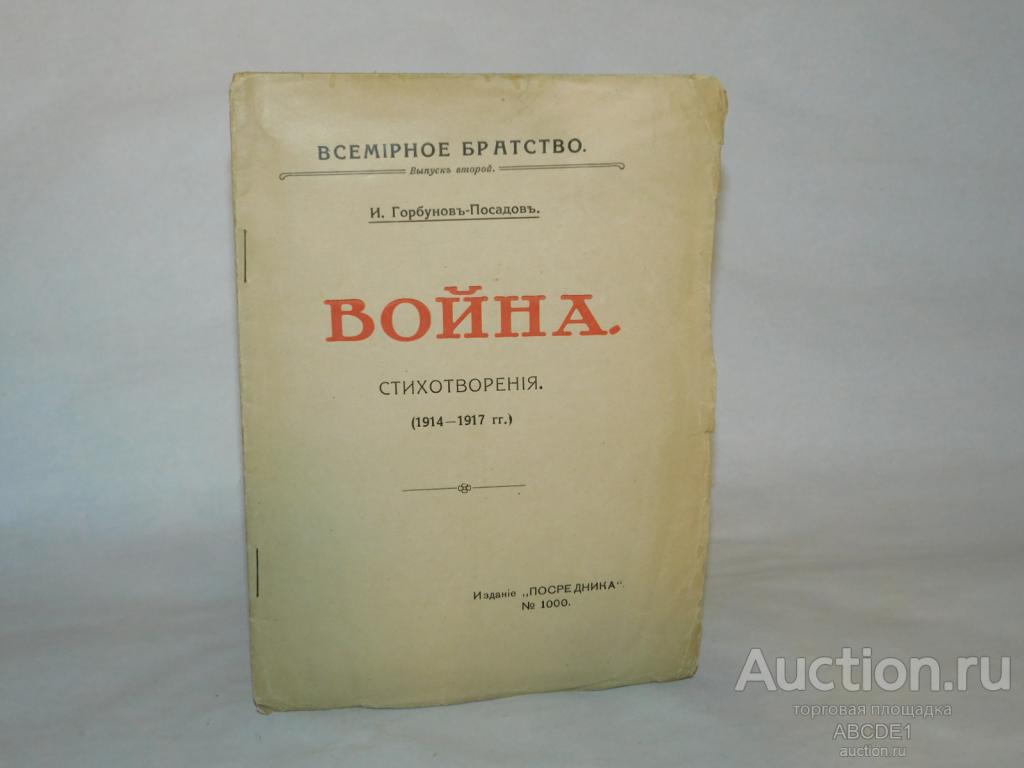 ВСЕМІРНОЕ БРАТСТВО.
Выпускъ второй.
И. Горбуновъ-Посадовъ.
ВОЙНА.
СТИХОТВОРЕНІЯ.
(1914—1917 гг.)
Изданіе „ПОСРЕДНИКА“.
№ 1000.
Auction.ru
торговая площадка
ABCDE1
auction.ru